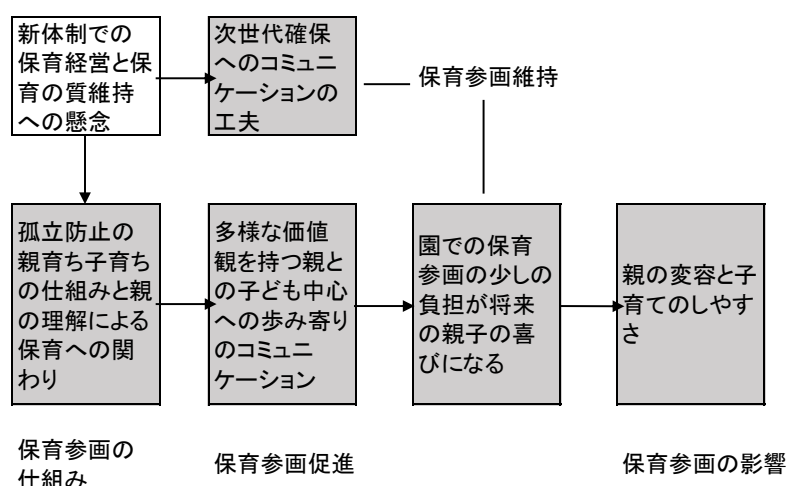 新体制での
保育経営と保
育の質維持
への懸念
次世代確保
へのコミュニ
ケーションの
工夫
保育参画維持
孤立防止の
親育ち子育ち
の仕組みと親
の理解による
保育への関
わり
多様な価値
観を持つ親と
の子ども中心
への歩み寄り
のコミュニ
ケーション
園での保育
参画の少しの
負担が将来
の親子の喜
びになる
親の変容と子
育てのしやす
さ
保育参画の
仕組み
保育参画促進
保育参画の影響